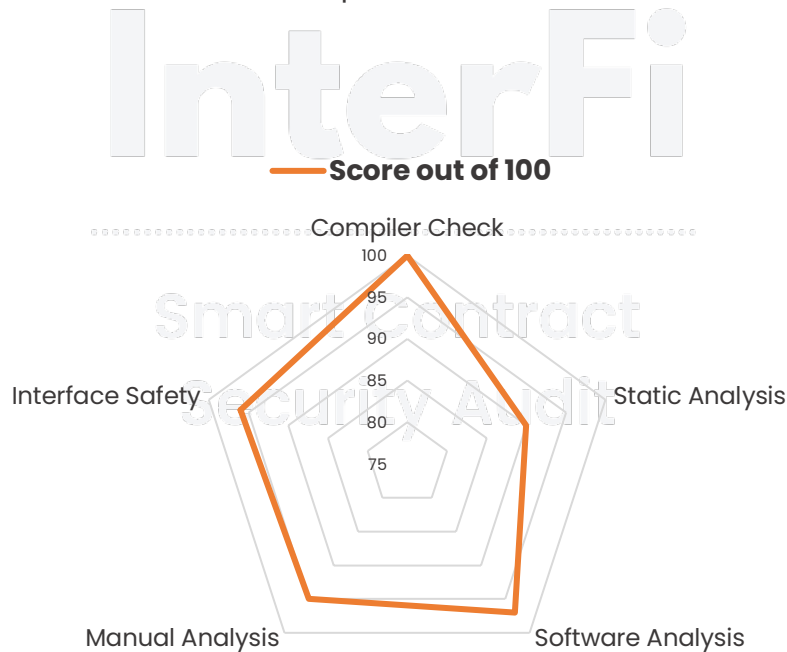 InterFi
Score out of 100
Compiler Check
100
95
Smart Contract
90
85
Interface Safety
Static Analysis
Security Audit
80
75
Manual Analysis
Software Analysis